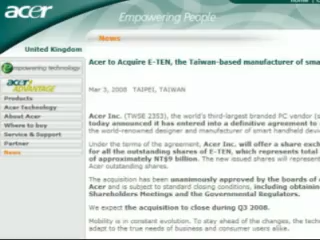 Home | C
acer
Empowering People
News
United Kingdom
empowering technology
acer
ADVANTAGE
Products
Acer Technology
About Acer
Where to buy
Service & Support
Partner
News
Acer to Acquire E-TEN, the Taiwan-based manufacturer of sma
Mar 3, 2008 TAIPEI, TAIWAN
Acer Inc. (TWSE 2353), the world's third-largest branded PC vendor (s
today announced it has entered into a definitive agreement to
the world-renowned designer and manufacturer of smart handheld devic
Under the terms of the agreement, Acer Inc. will offer a share exch
for all the outstanding shares of E-TEN, which represents total
of approximately NT$9 billion. The new issued shares will represent
Acer outstanding shares.
The acquisition has been unanimously approved by the boards of
Acer and is subject to standard closing conditions, including obtainin
Shareholders Meetings and the Governmental Regulators.
We expect the acquisition to close during Q3 2008.
Mobility is in constant evolution. To stay ahead of the changes, the techn
adapt to the true needs of business and consumer users alike.